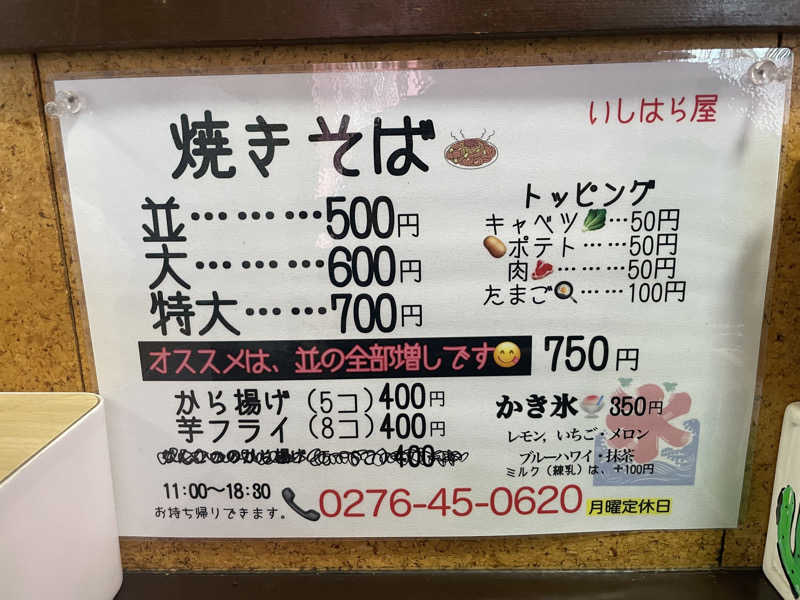 いしはら屋
焼きそば
並………500円
大………600円
特大……700円
トッピング
キャベツ…50円
ポテト……50円
肉………50円
たまご……100円
オススメは、並の全部増しです 750円
から揚げ(5コ)400円
芋フライ(8コ)400円
400円
かき氷 350円
レモン,いちご・メロン
ブルーハワイ・抹茶
ミルク(練乳)は、+100円
氷
11:00〜18:30
お持ち帰りできます。
0276-45-0620
月曜定休日